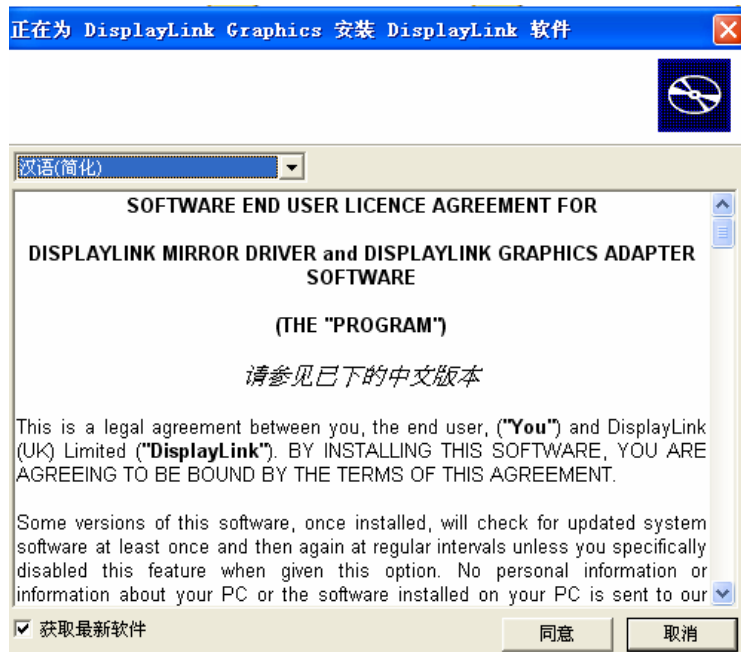 正在为 DisplayLink Graphics 安装 DisplayLink 软件
汉语(简化)
SOFTWARE END USER LICENCE AGREEMENT FOR
DISPLAYLINK MIRROR DRIVER and DISPLAYLINK GRAPHICS ADAPTER
SOFTWARE
(THE "PROGRAM")
请参见已下的中文版本
This is a legal agreement between you, the end user, ("You") and DisplayLink
(UK) Limited ("DisplayLink"). BY INSTALLING THIS SOFTWARE, YOU ARE
AGREEING TO BE BOUND BY THE TERMS OF THIS AGREEMENT.
Some versions of this software, once installed, will check for updated system
software at least once and then again at regular intervals unless you specifically
disabled this feature when given this option. No personal information or
information about your PC or the software installed on your PC is sent to our
获取最新软件
同意
取消